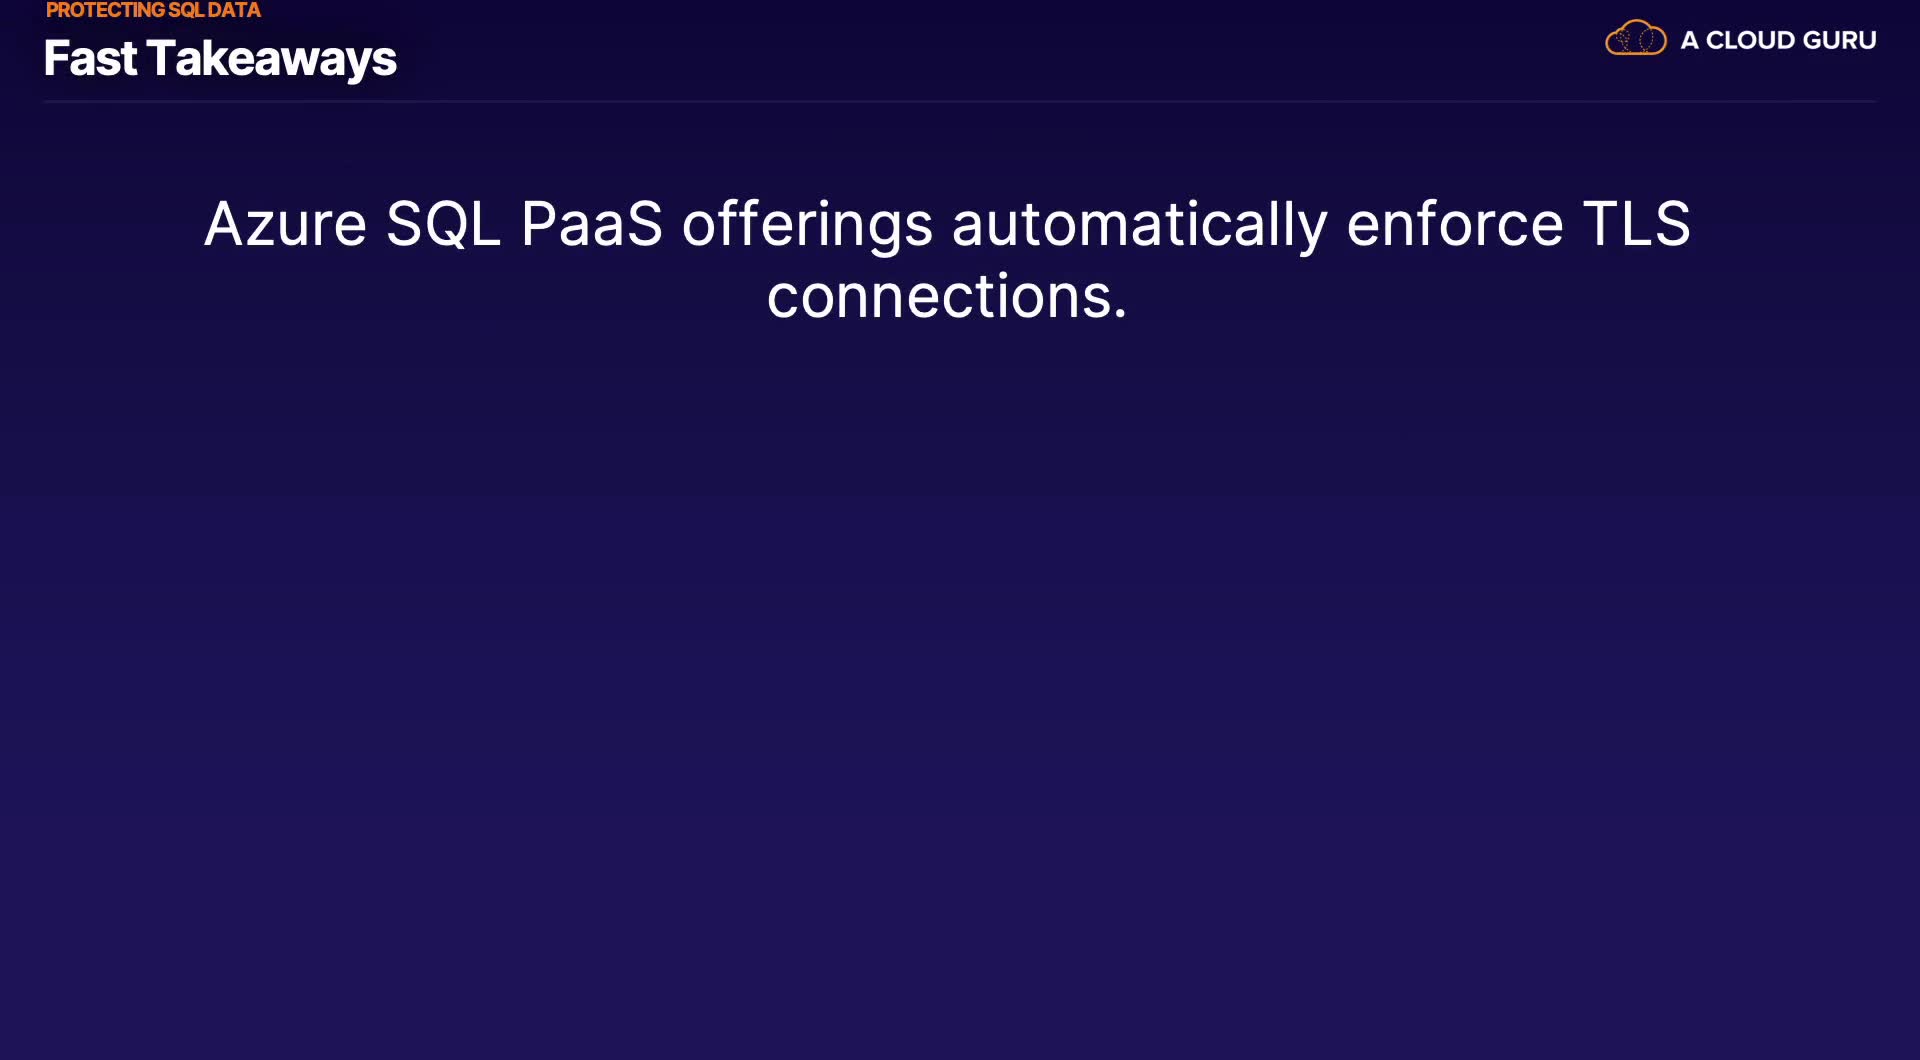 PROTECTING SQL DATA
Fast Takeaways
A CLOUD GURU
Azure SQL PaaS offerings automatically enforce TLS
connections.